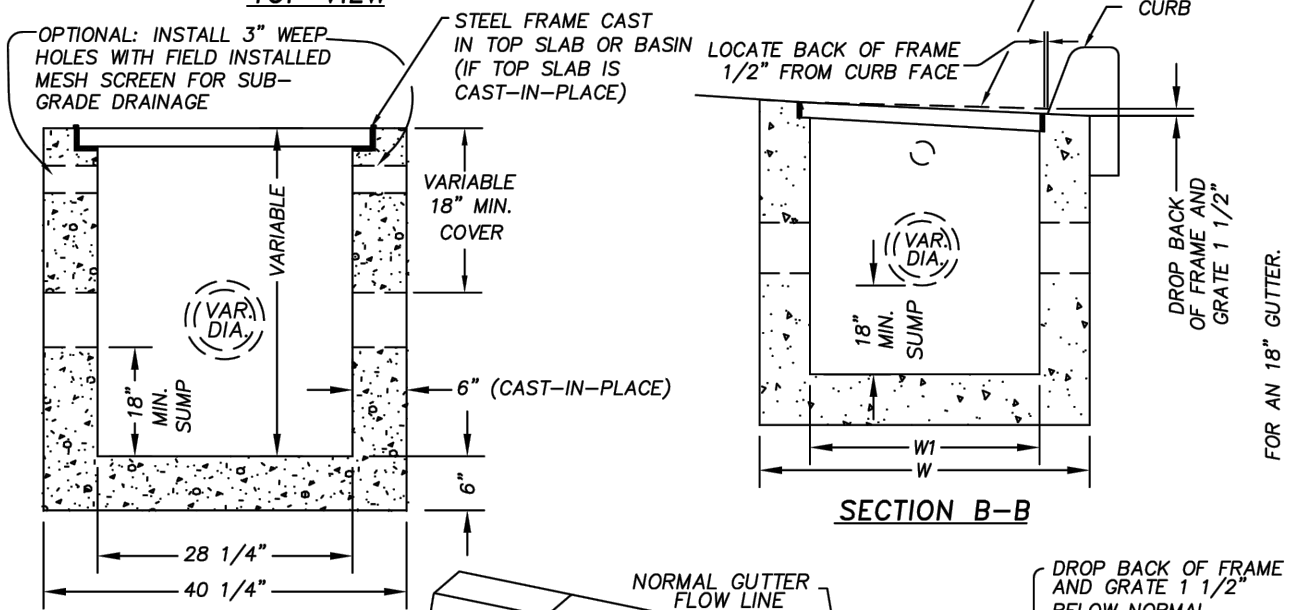 TOP VIEW
OPTIONAL: INSTALL 3" WEEP
HOLES WITH FIELD INSTALLED
MESH SCREEN FOR SUB-
GRADE DRAINAGE
STEEL FRAME CAST
IN TOP SLAB OR BASIN
(IF TOP SLAB IS
CAST-IN-PLACE)
VARIABLE
VARIABLE
18" MIN.
COVER
VAR.
DIA.
18"
MIN.
SUMP
6" (CAST-IN-PLACE)
6"
28 1/4"
40 1/4"
CURB
LOCATE BACK OF FRAME
1/2" FROM CURB FACE
VAR.
DIA.
18"
MIN.
SUMP
DROP BACK
OF FRAME AND
GRATE 1 1/2"
FOR AN 18" GUTTER.
W1
W
SECTION B-B
NORMAL GUTTER
FLOW LINE
DROP BACK OF FRAME
AND GRATE 1 1/2"
BELOW NORMAL